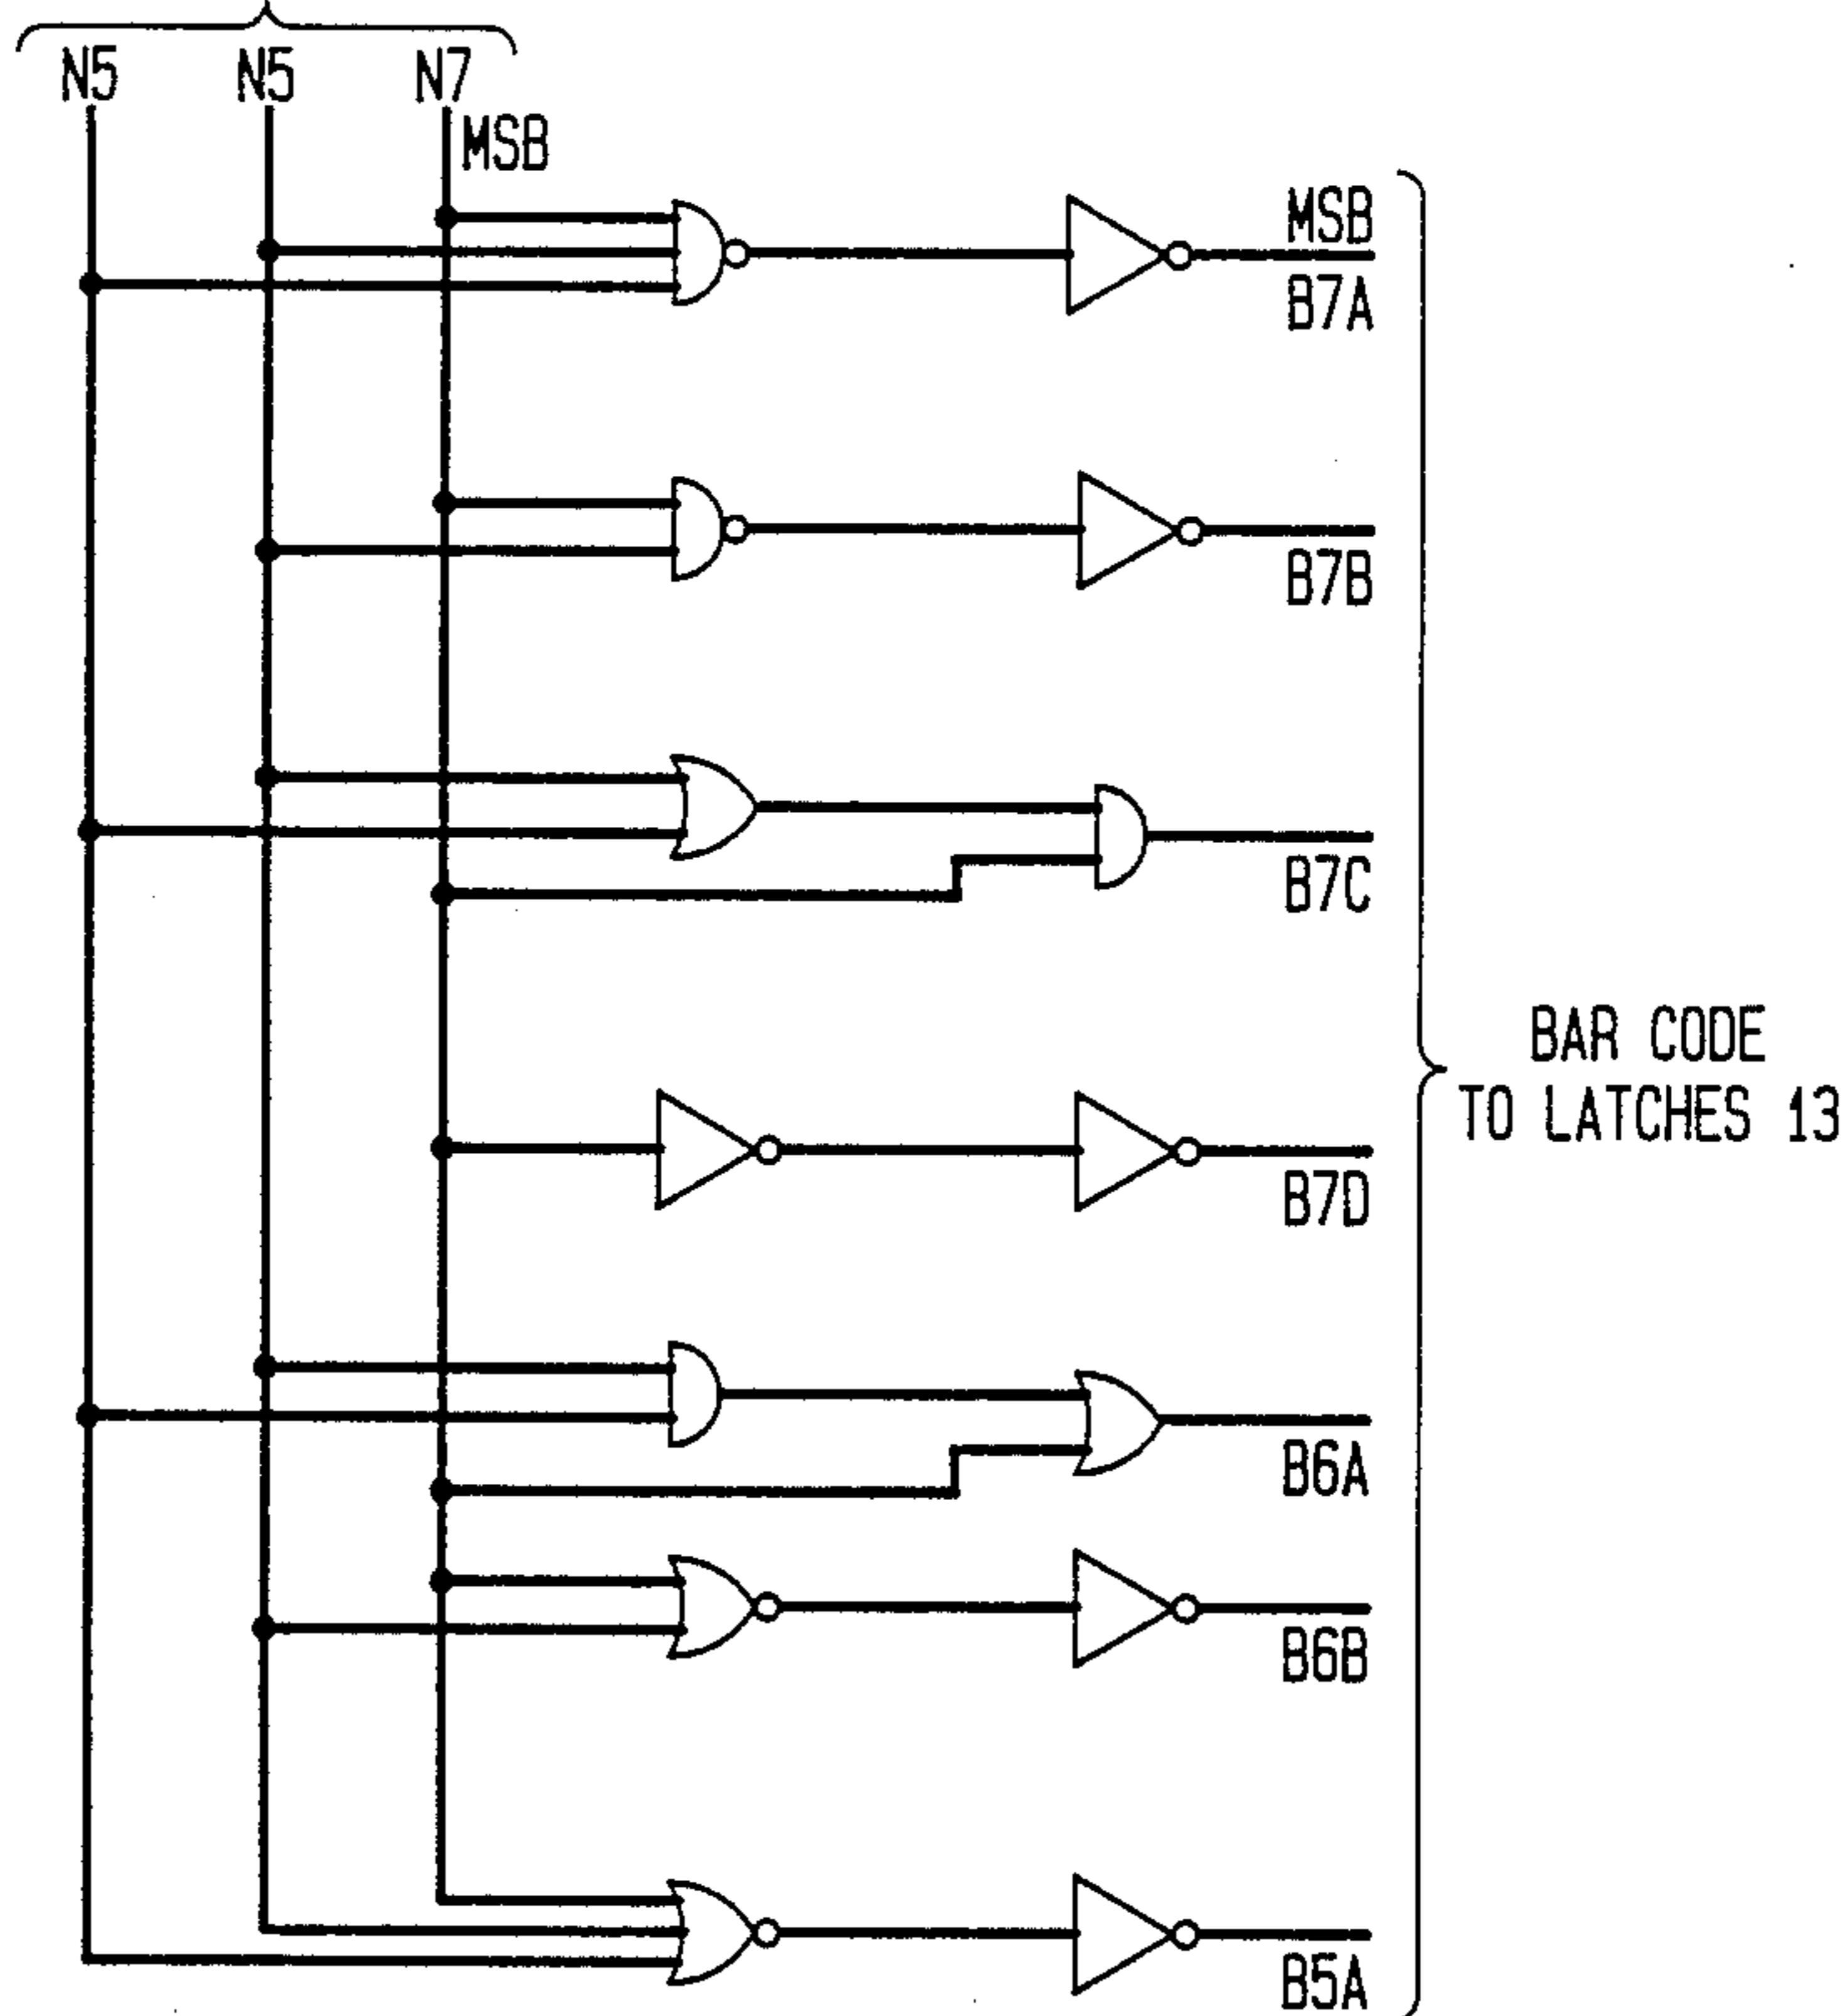 N5 N5 N7
MSB
MSB
B7A
B7B
B7C
BAR CODE
TO LATCHES 13
B7D
B6A
B6B
B5A